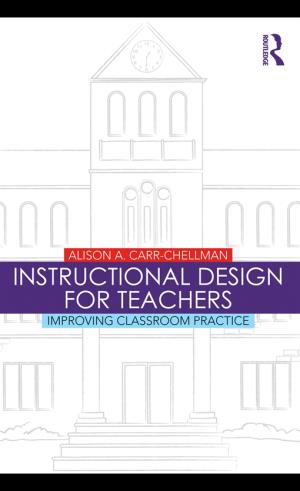 ROUTLEDGE
ALISON A. CARR-CHELLMAN
INSTRUCTIONAL DESIGN
FOR TEACHERS
IMPROVING CLASSROOM PRACTICE